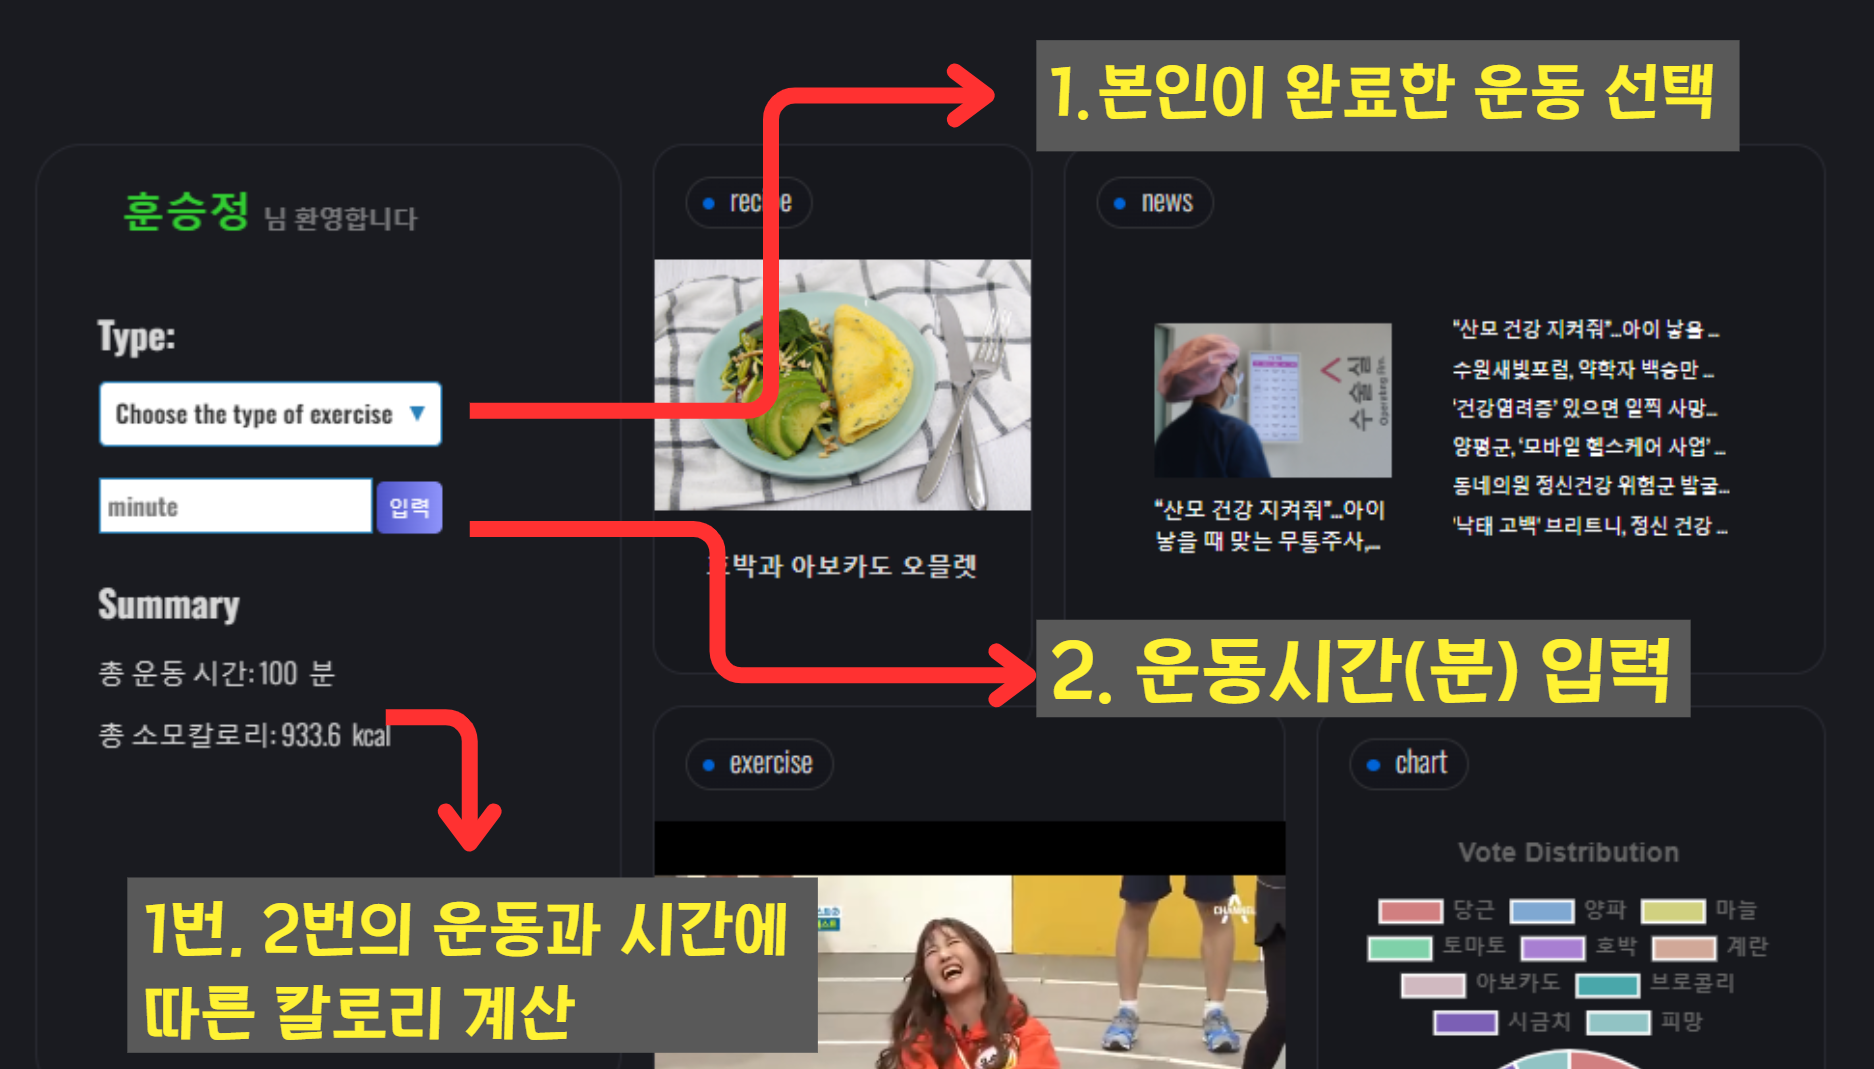 1.본인이 완료한 운동 선택
훈승정 님 환영합니다
Type:
Choose the type of exercise
minute
입력
Summary
총 운동 시간: 100 분
총 소모칼로리: 933.6 kcal
1번. 2번의 운동과 시간에
따른 칼로리 계산
recipe
호박과 아보카도 오믈렛
news
수술실
Operating Rm.
“산모 건강 지켜줘”...아이
낳을 때 맞는 무통주사,...
“산모 건강 지켜줘”...아이 낳을 ...
수원새빛포럼, 약학자 백승만 ...
‘건강염려증’ 있으면 일찍 사망...
양평군, ‘모바일 헬스케어 사업’ ...
동네의원 정신건강 위험군 발굴...
'낙태 고백' 브리트니, 정신 건강 ...
2. 운동시간(분) 입력
exercise
CHANNEL A
chart
Vote Distribution
당근 양파 마늘
토마토 호박 계란
아보카도 브로콜리
시금치 피망